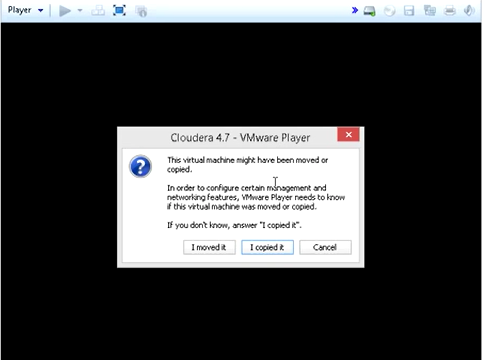 Player
Cloudera 4.7 - VMware Player
This virtual machine might have been moved or
copied.
In order to configure certain management and
networking features, VMware Player needs to know
if this virtual machine was moved or copied.
If you don't know, answer "I copied it".
I moved it
I copied it
Cancel